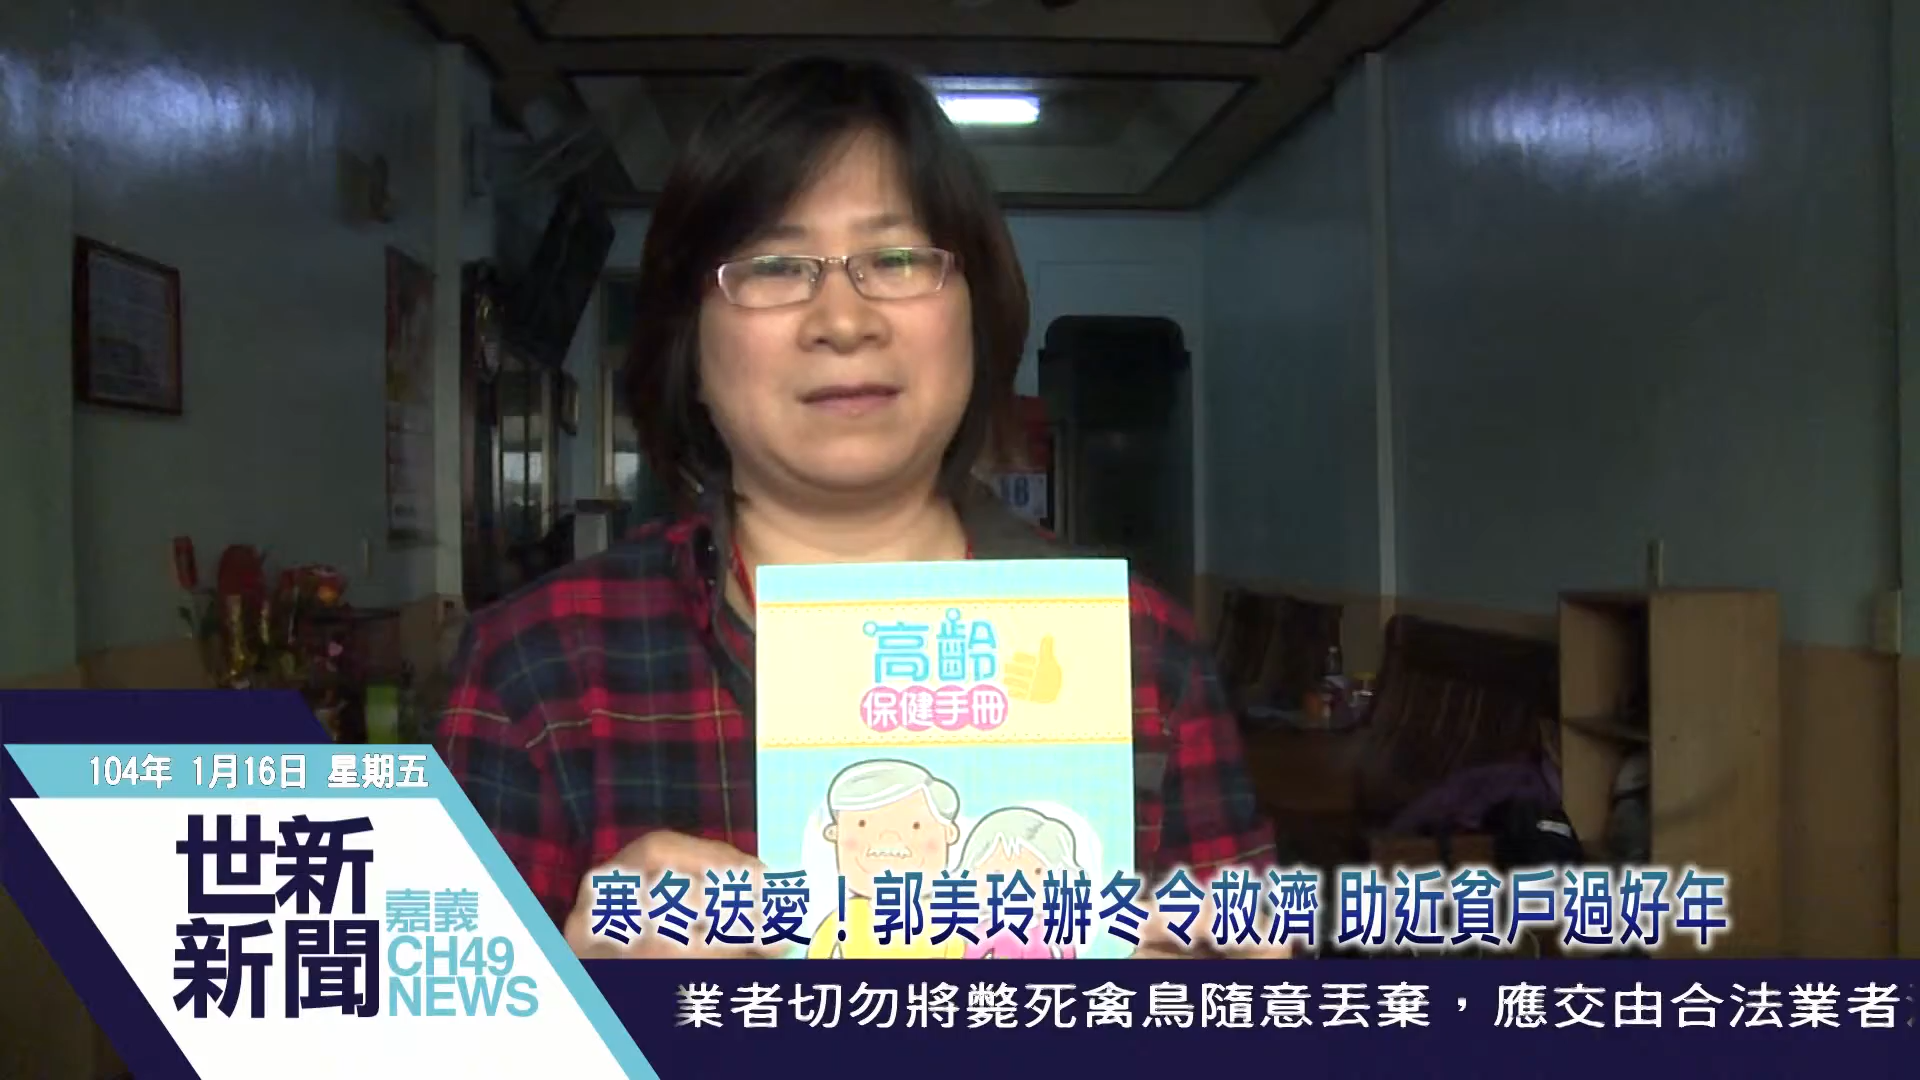 18
高齡
保健手冊
104年 1月16日 星期五
世新
新聞
嘉義
CH49
NEWS
寒冬送愛！郭美玲辦冬令救濟 助近貧戶過好年
業者切勿將斃死禽鳥隨意丟棄，應交由合法業者